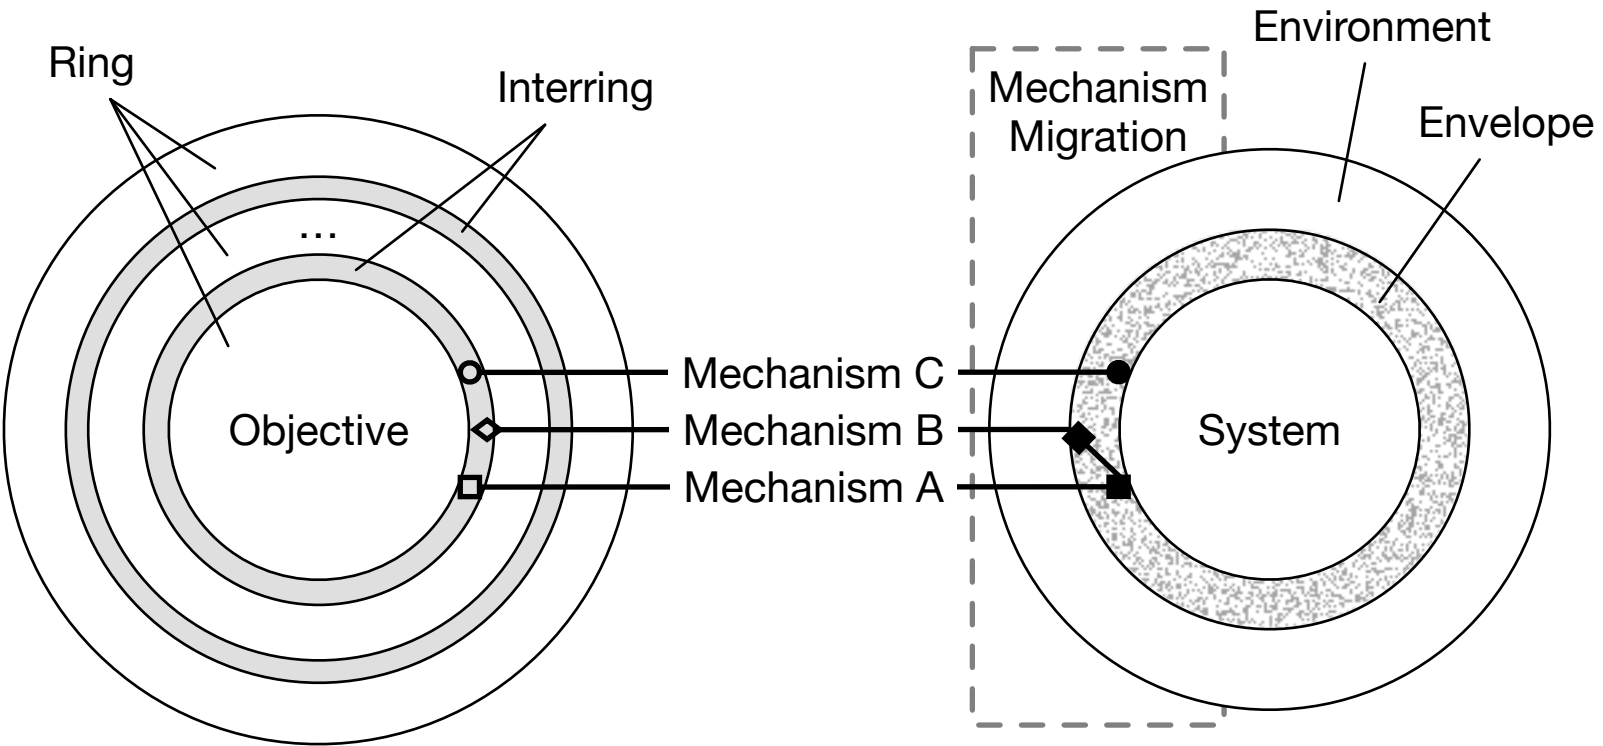 Ring
Interring
...
Objective
Mechanism C
Mechanism B
Mechanism A
Mechanism
Migration
Environment
Envelope
System